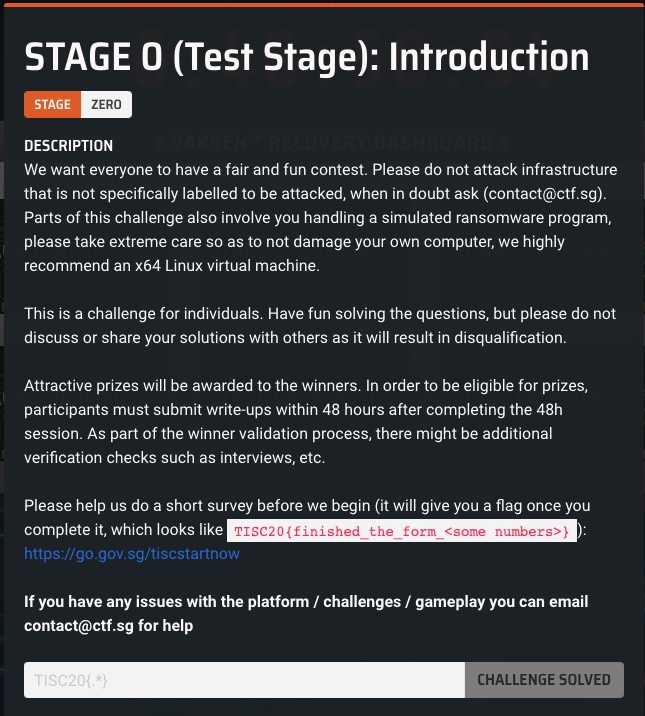 STAGE 0 (Test Stage): Introduction
STAGE ZERO
DESCRIPTION
We want everyone to have a fair and fun contest. Please do not attack infrastructure
that is not specifically labelled to be attacked, when in doubt ask (contact@ctf.sg).
Parts of this challenge also involve you handling a simulated ransomware program,
please take extreme care so as to not damage your own computer, we highly
recommend an x64 Linux virtual machine.
This is a challenge for individuals. Have fun solving the questions, but please do not
discuss or share your solutions with others as it will result in disqualification.
Attractive prizes will be awarded to the winners. In order to be eligible for prizes,
participants must submit write-ups within 48 hours after completing the 48h
session. As part of the winner validation process, there might be additional
verification checks such as interviews, etc.
Please help us do a short survey before we begin (it will give you a flag once you
complete it, which looks like TISC20{finished_the_form_<some numbers>}):
https://go.gov.sg/tiscstartnow
If you have any issues with the platform / challenges / gameplay you can email
contact@ctf.sg for help
TISC20{.*} CHALLENGE SOLVED